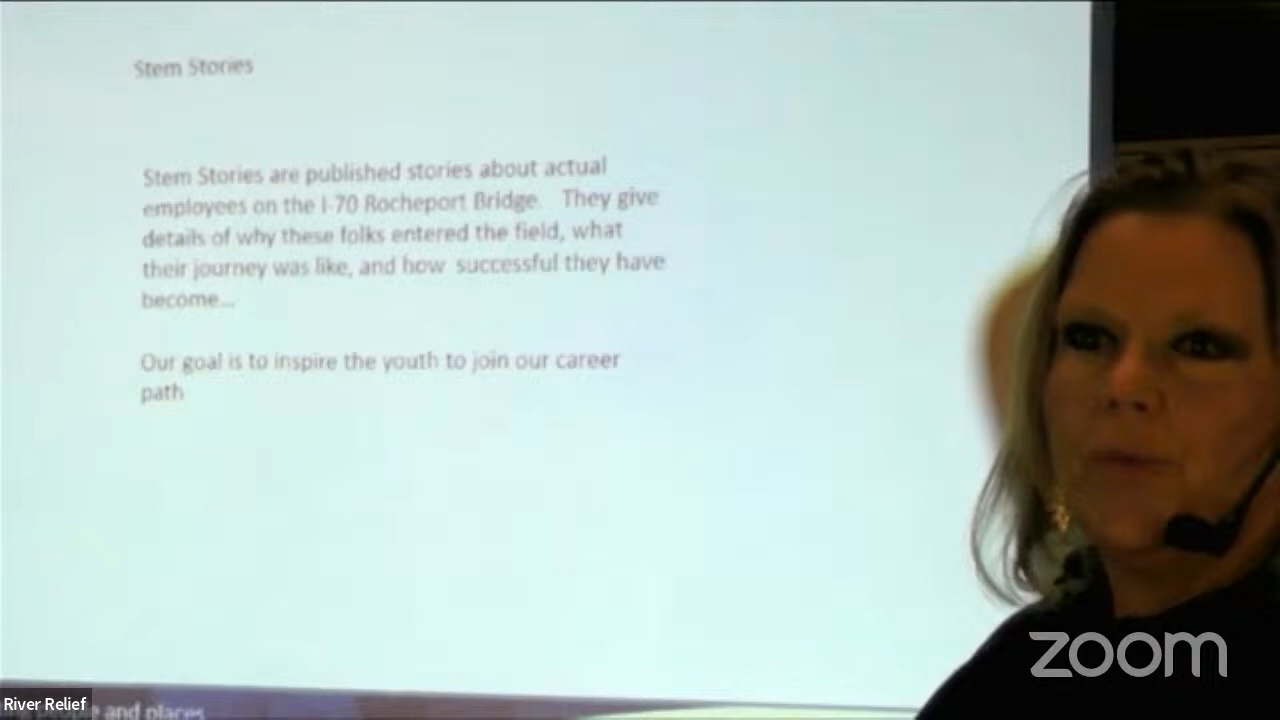 Stem Stories
Stem Stories are published stories about actual
employees on the I-70 Rocheport Bridge. They give
details of why these folks entered the field, what
their journey was like, and how successful they have
become...
Our goal is to inspire the youth to join our career
path
River Relief
people and places
zoom